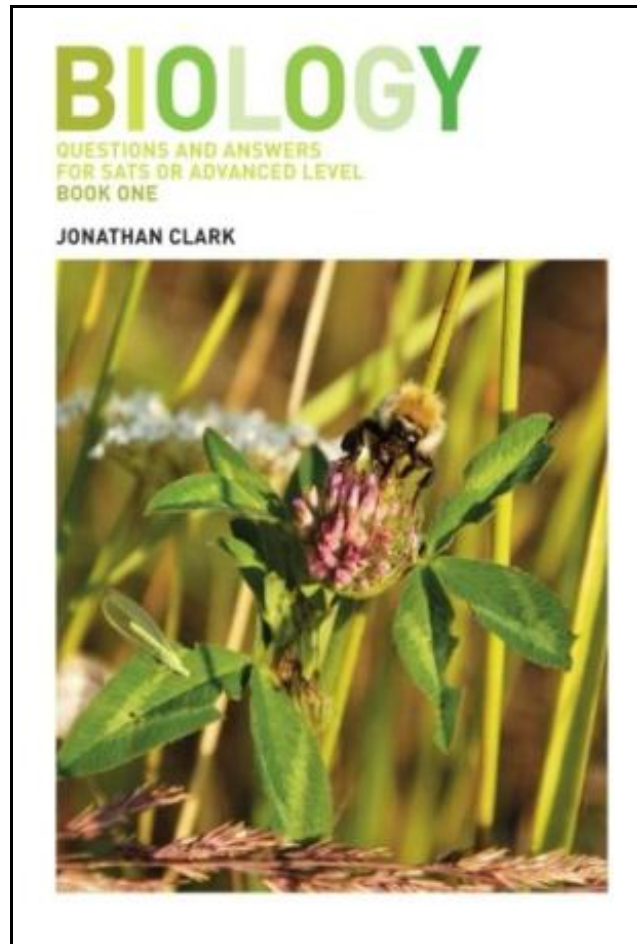 BIOLOGY
QUESTIONS AND ANSWERS
FOR SATS OR ADVANCED LEVEL
BOOK ONE
JONATHAN CLARK